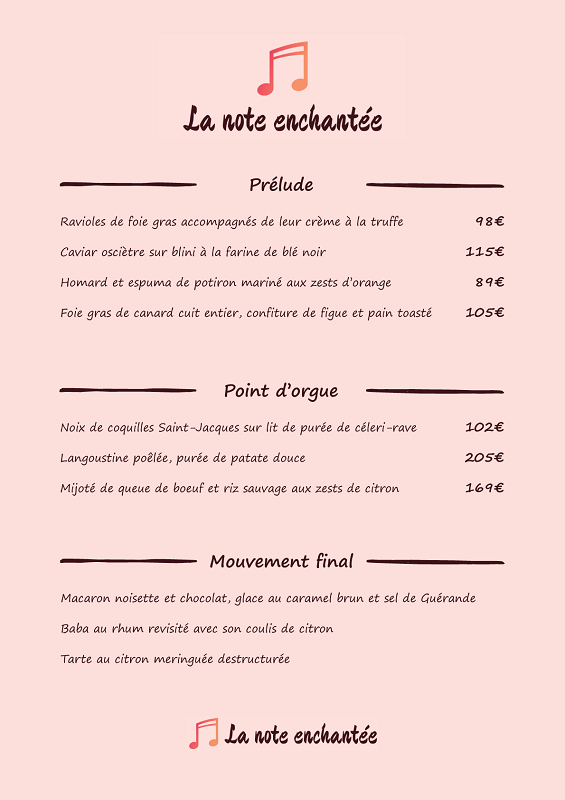 La note enchantée
Prélude
Ravioles de foie gras accompagnés de leur crème à la truffe 98€
Caviar osciètre sur blini à la farine de blé noir 115€
Homard et espuma de potiron mariné aux zests d'orange 89€
Foie gras de canard cuit entier, confiture de figue et pain toasté 105€
Point d'orgue
Noix de coquilles Saint-Jacques sur lit de purée de céleri-rave 102€
Langoustine poêlée, purée de patate douce 205€
Mijoté de queue de boeuf et riz sauvage aux zests de citron 169€
Mouvement final
Macaron noisette et chocolat, glace au caramel brun et sel de Guérande
Baba au rhum revisité avec son coulis de citron
Tarte au citron meringuée destructurée
La note enchantée